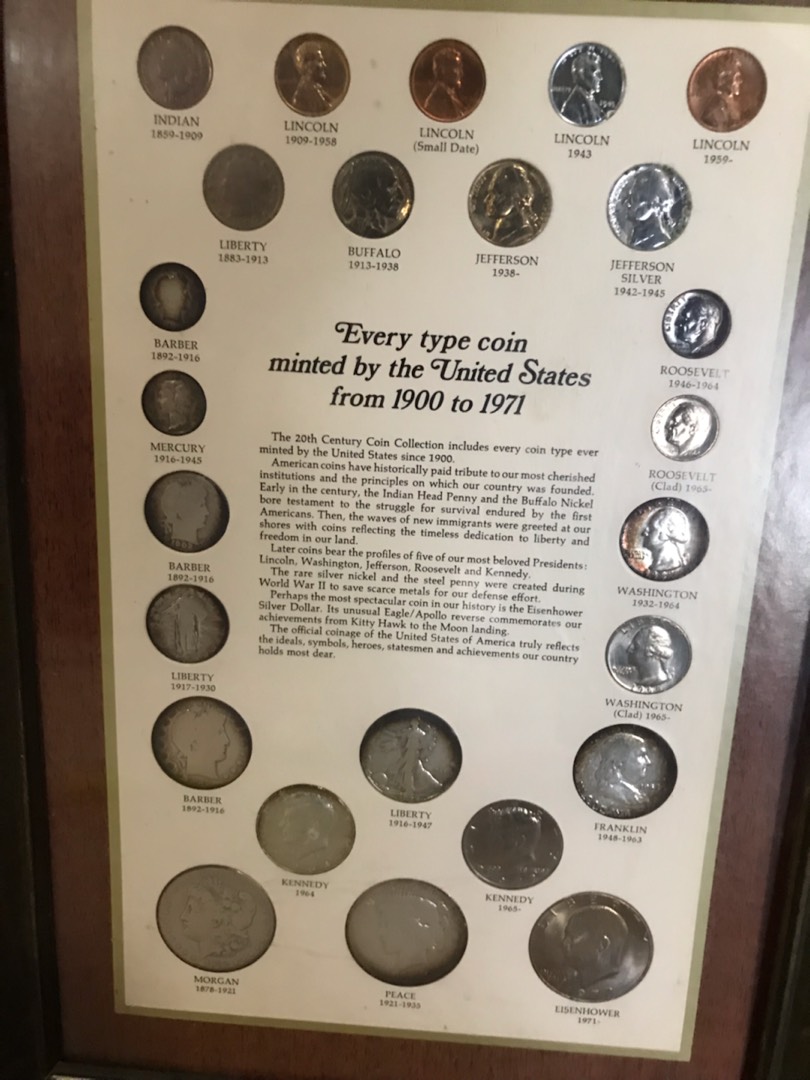 INDIAN
1859-1909
LINCOLN
1909-1958
LINCOLN
(Small Date)
LINCOLN
1943
LINCOLN
1959-
LIBERTY
1883-1913
BUFFALO
1913-1938
JEFFERSON
1938-
JEFFERSON
SILVER
1942-1945
BARBER
1892-1916
ROOSEVELT
1946-1964
MERCURY
1916-1945
ROOSEVELT
(Clad) 1965-
Every type coin
minted by the United States
from 1900 to 1971
The 20th Century Coin Collection includes every coin type ever
minted by the United States since 1900.
American coins have historically paid tribute to our most cherished
institutions and the principles on which our country was founded.
Early in the century, the Indian Head Penny and the Buffalo Nickel
bore testament to the struggle for survival endured by the first
Americans. Then, the waves of new immigrants were greeted at our
shores with coins reflecting the timeless dedication to liberty and
freedom in our land.
Later coins bear the profiles of five of our most beloved Presidents:
Lincoln, Washington, Jefferson, Roosevelt and Kennedy.
The rare silver nickel and the steel penny were created during
World War II to save scarce metals for our defense effort.
Perhaps the most spectacular coin in our history is the Eisenhower
Silver Dollar. Its unusual Eagle/Apollo reverse commemorates our
achievements from Kitty Hawk to the Moon landing.
The official coinage of the United States of America truly reflects
the ideals, symbols, heroes, statesmen and achievements our country
holds most dear.
BARBER
1892-1916
WASHINGTON
1932-1964
LIBERTY
1917-1930
WASHINGTON
(Clad) 1965-
BARBER
1892-1916
LIBERTY
1916-1947
FRANKLIN
1948-1963
KENNEDY
1964
KENNEDY
1965-
MORGAN
1878-1921
PEACE
1921-1935
EISENHOWER
1971-